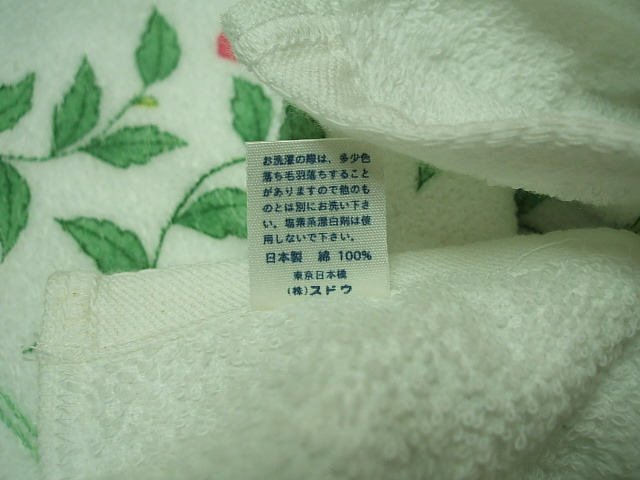 お洗濯の際は、多少色
落ち毛羽落ちすること
がありますので他のも
のとは別にお洗い下さ
い。塩素系漂白剤は使
用しないで下さい。
日本製　綿 100%
東京日本橋
(株)スドウ